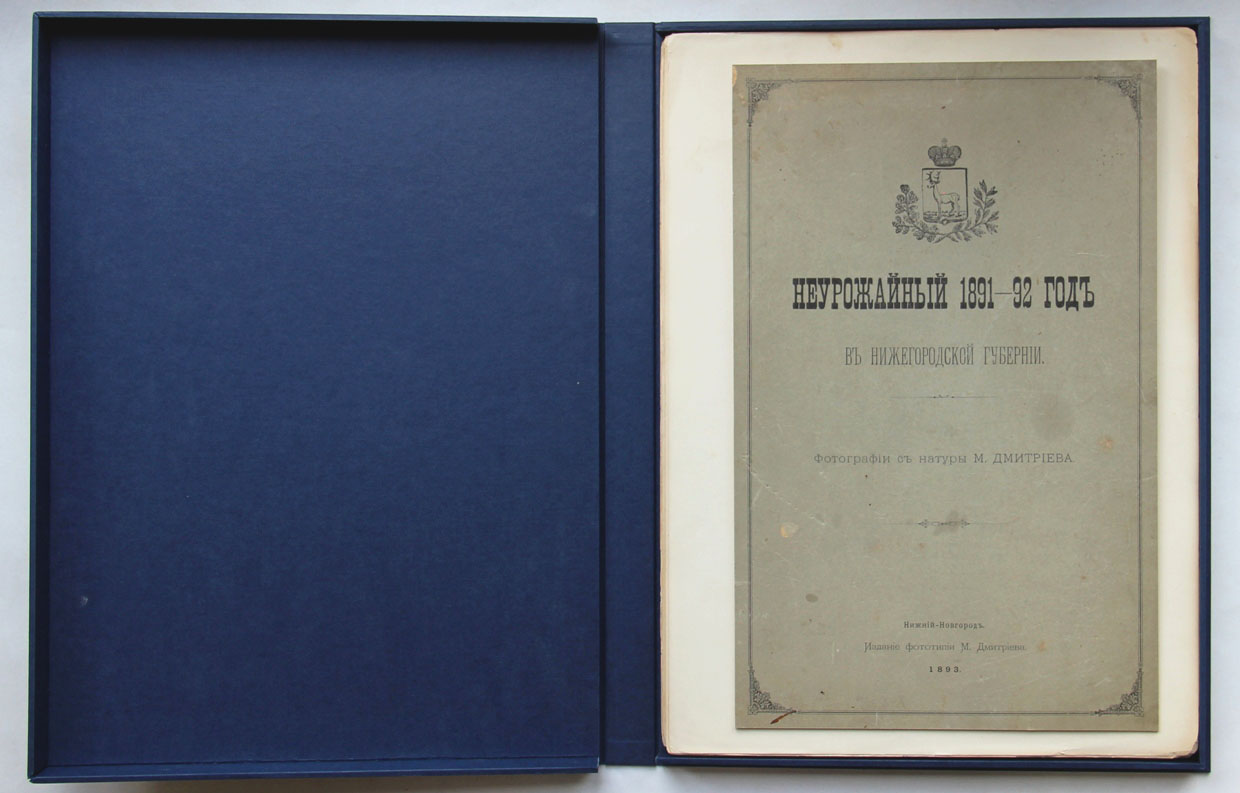 НЕУРОЖАЙНЫЙ 1891—92 ГОДЪ
ВЪ НИЖЕГОРОДСКОЙ ГУБЕРНІИ.
Фотографіи съ натуры М. ДМИТРІЕВА.
Нижній-Новгородъ.
Изданіе фототипіи М. Дмитріева.
1893.